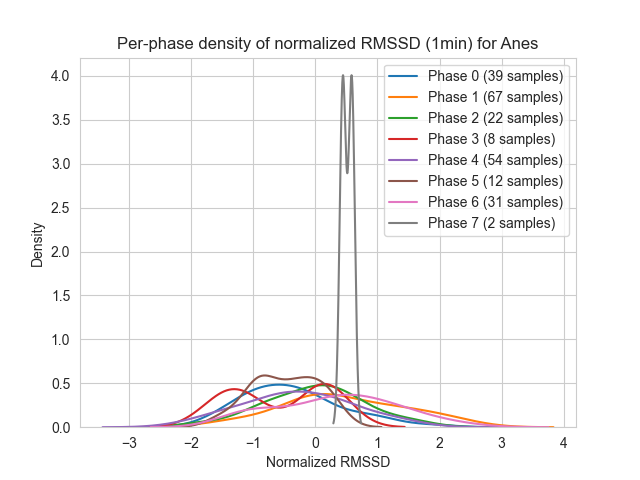 Per-phase density of normalized RMSSD (1min) for Anes
Phase 0 (39 samples)
Phase 1 (67 samples)
Phase 2 (22 samples)
Phase 3 (8 samples)
Phase 4 (54 samples)
Phase 5 (12 samples)
Phase 6 (31 samples)
Phase 7 (2 samples)
Density
4.0
3.5
3.0
2.5
2.0
1.5
1.0
0.5
0.0
−3 −2 −1 0 1 2 3 4
Normalized RMSSD